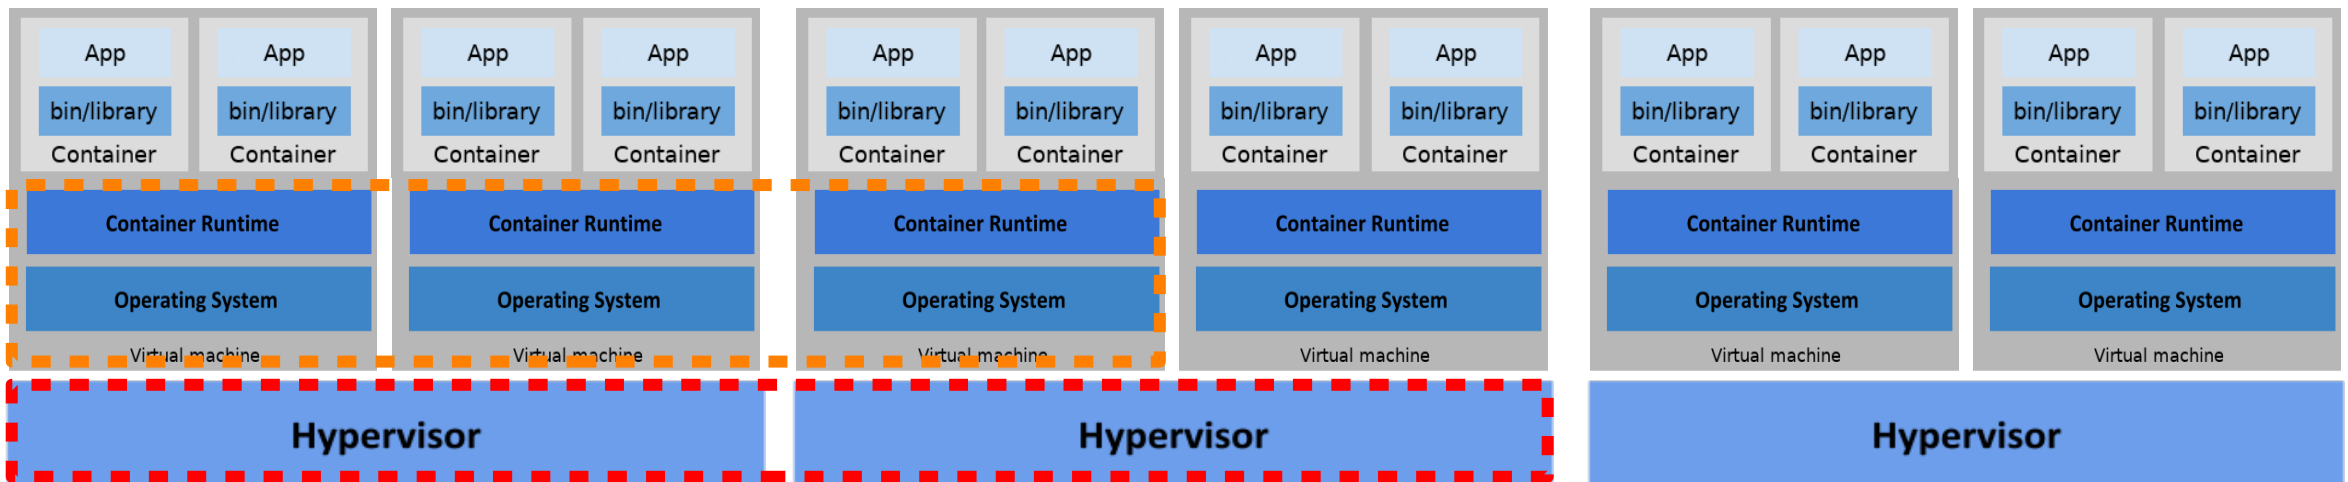 App App App App App App App App App App App App
bin/library bin/library bin/library bin/library bin/library bin/library bin/library bin/library bin/library bin/library bin/library bin/library
Container Container Container Container Container Container Container Container Container Container Container Container
Container Runtime Container Runtime Container Runtime Container Runtime Container Runtime Container Runtime
Operating System Operating System Operating System Operating System Operating System Operating System
Virtual machine Virtual machine Virtual machine Virtual machine Virtual machine Virtual machine
Hypervisor Hypervisor Hypervisor